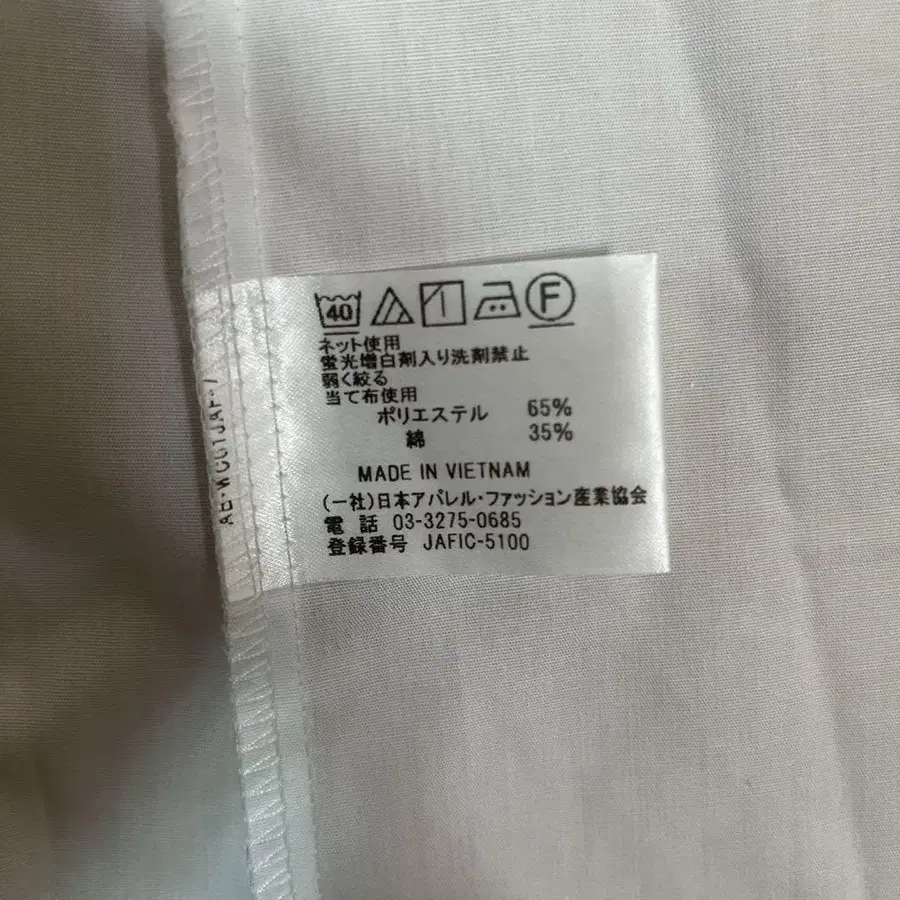 40
F
ネット使用
蛍光増白剤入り洗剤禁止
弱く絞る
当て布使用
ポリエステル 65%
綿 35%
MADE IN VIETNAM
(一社)日本アパレル・ファッション産業協会
電話 03-3275-0685
登録番号 JAFIC-5100